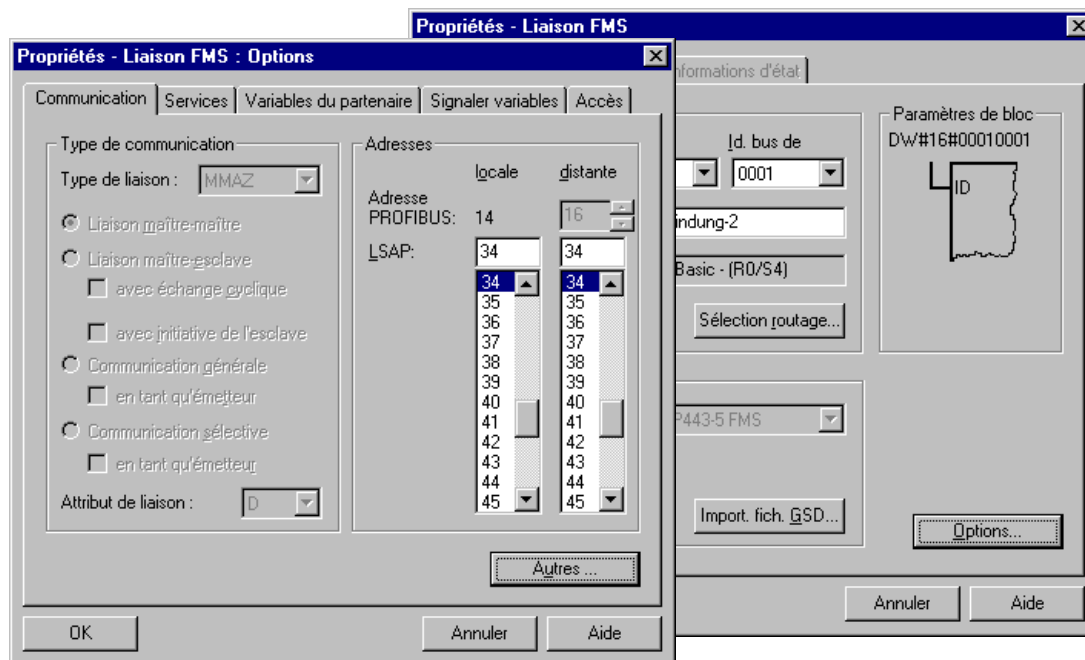 Propriétés - Liaison FMS
Propriétés - Liaison FMS : Options
Communication
Services
Variables du partenaire
Signaler variables
Accès
Type de communication
Type de liaison :
MMAZ
Liaison maître-maître
Liaison maître-esclave
avec échange cyclique
avec initiative de l'esclave
Communication générale
en tant qu'émetteur
Communication sélective
en tant qu'émetteur
Attribut de liaison :
D
Adresses
locale
distante
Adresse
PROFIBUS:
14
16
LSAP:
34
34
34
34
35
35
36
36
37
37
38
38
39
39
40
40
41
41
42
42
43
43
44
44
45
45
Autres ...
OK
Annuler
Aide
nformations d'état
Id. bus de
0001
indung-2
Basic - (R0/S4)
Sélection routage...
P443-5 FMS
Import. fich. GSD...
Paramètres de bloc
DW#16#00010001
ID
Options...
Annuler
Aide